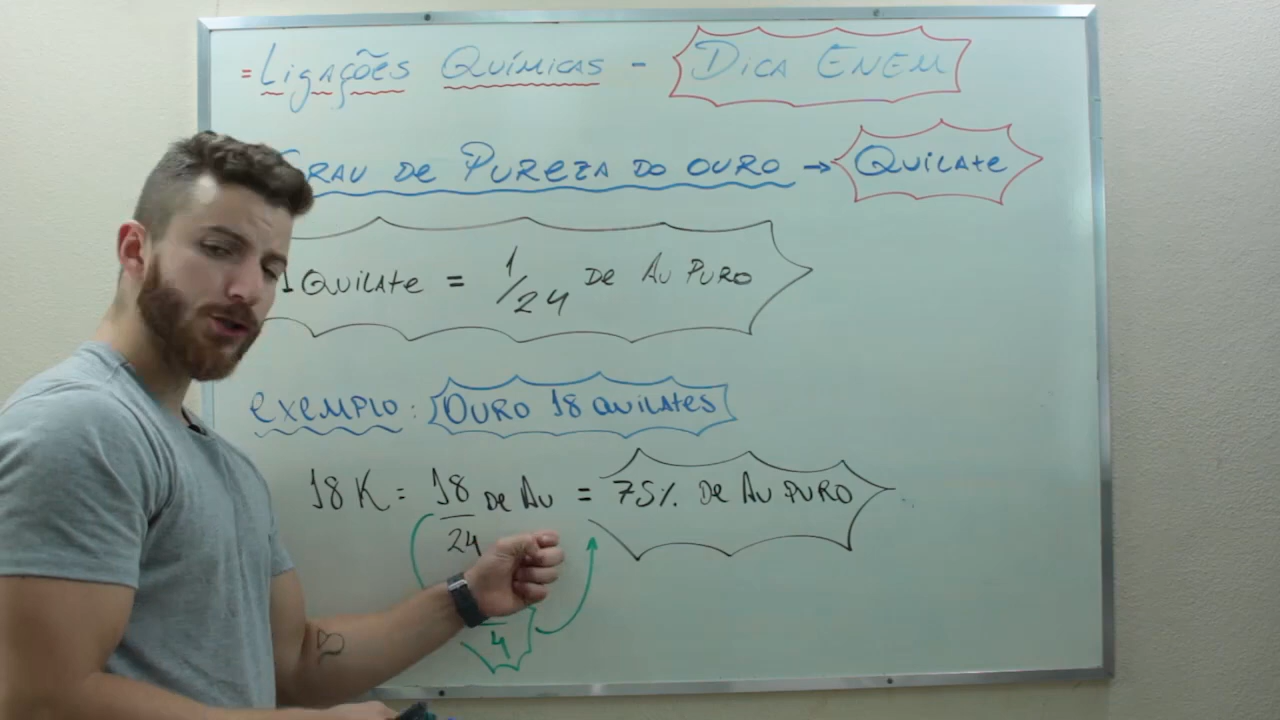 = Ligações Químicas - Dica Enem
Grau de Pureza do ouro → Quilate
1 Quilate = 1/24 de Au Puro
exemplo: Ouro 18 quilates
18 K = 18/24 de Au = 75% de Au puro
4